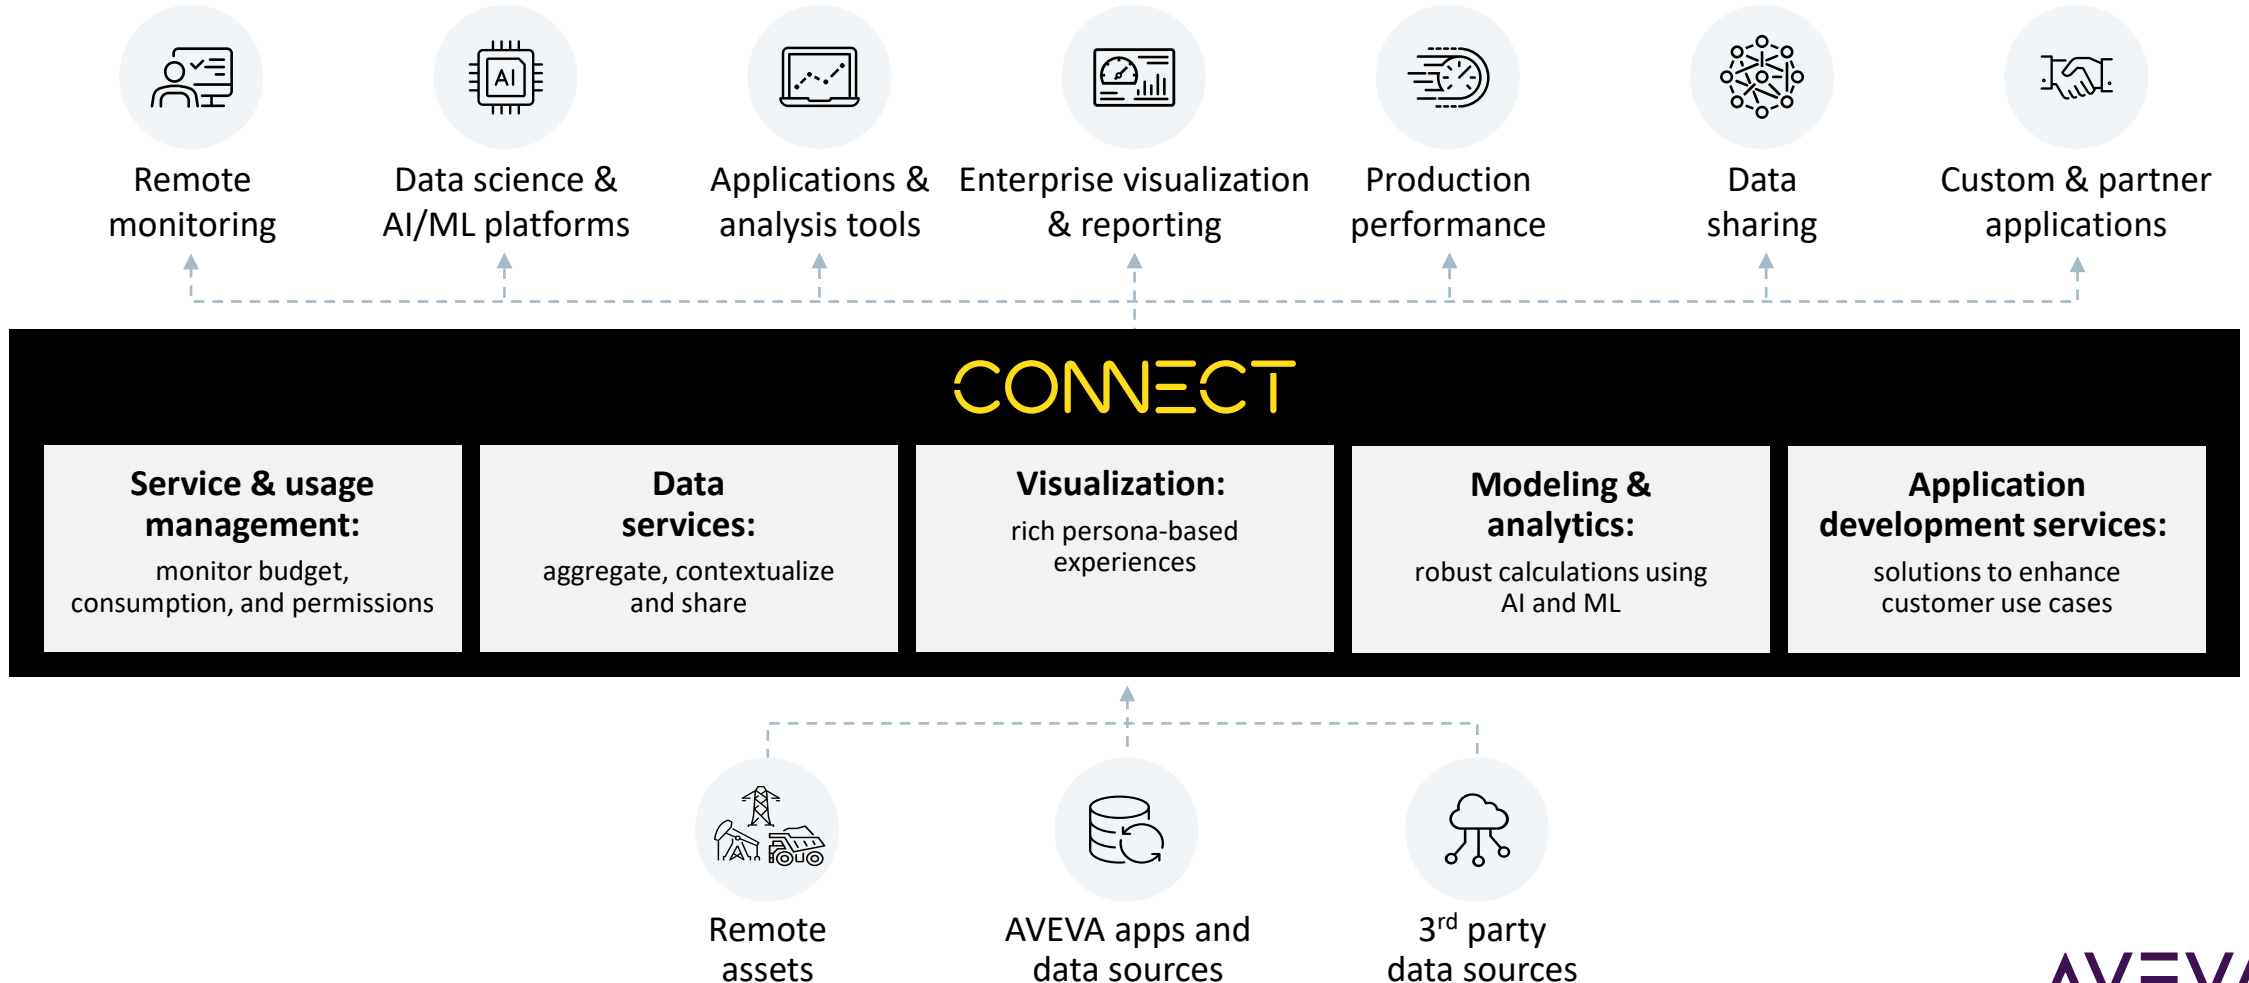 AI
Remote
monitoring
Data science &
AI/ML platforms
Applications &
analysis tools
Enterprise visualization
& reporting
Production
performance
Data
sharing
Custom & partner
applications
CONNECT
Service & usage
management:
monitor budget,
consumption, and permissions
Data
services:
aggregate, contextualize
and share
Visualization:
rich persona-based
experiences
Modeling &
analytics:
robust calculations using
AI and ML
Application
development services:
solutions to enhance
customer use cases
Remote
assets
AVEVA apps and
data sources
3rd party
data sources
AVEVA